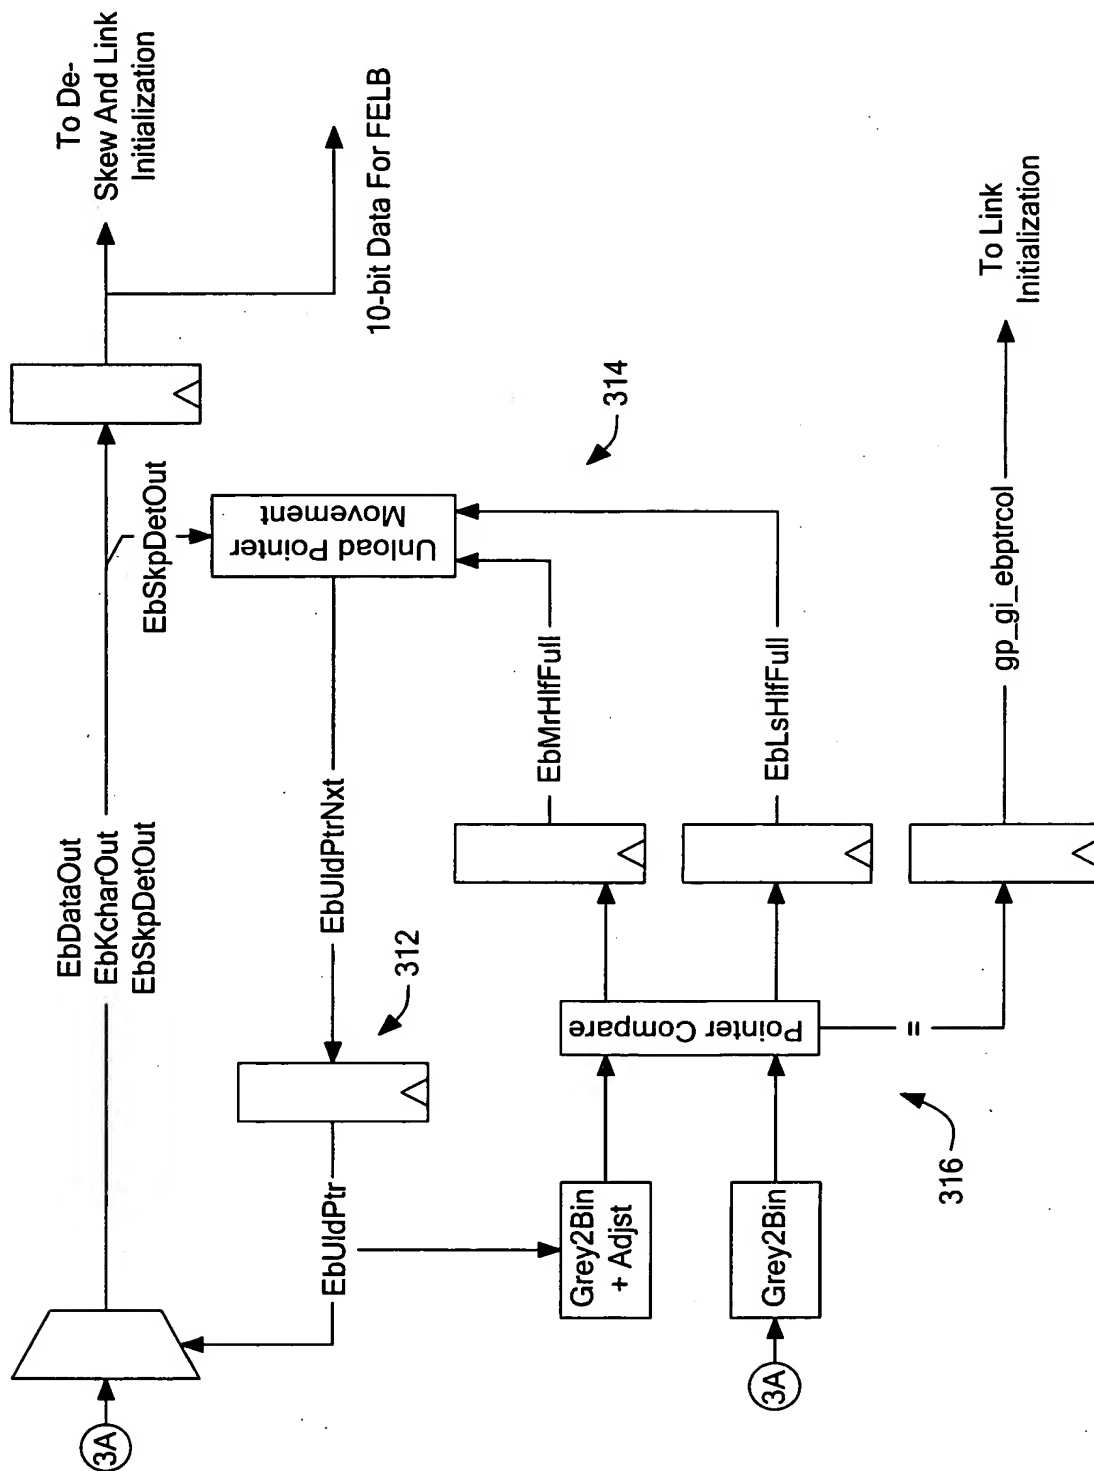 To De-
Skew And Link
Initialization
10-bit Data For FELB
EbDataOut
EbKcharOut
EbSkpDetOut
EbSkpDetOut
Unload Pointer
Movement
314
EbUldPtrNxt
312
EbUldPtr
EbMrHlfFull
EbLsHlfFull
gp_gi_ebptrcol
To Link
Initialization
Pointer Compare
=
316
Grey2Bin
+ Adjst
Grey2Bin
3A
3A